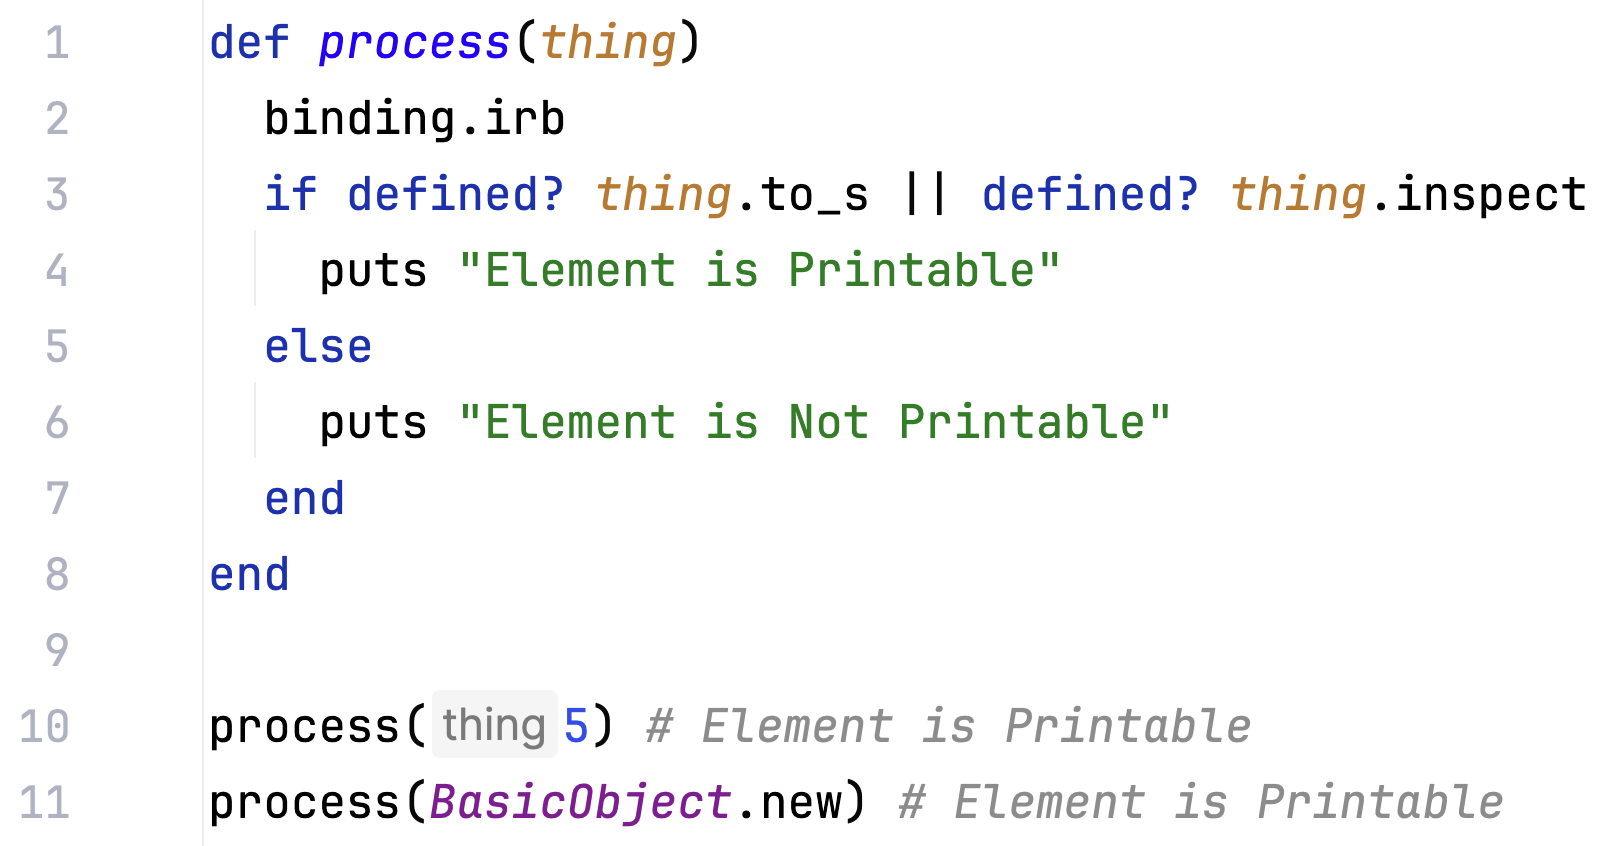 1 def process(thing)
2   binding.irb
3   if defined? thing.to_s || defined? thing.inspect
4     puts "Element is Printable"
5   else
6     puts "Element is Not Printable"
7   end
8 end
9
10 process(thing 5) # Element is Printable
11 process(BasicObject.new) # Element is Printable